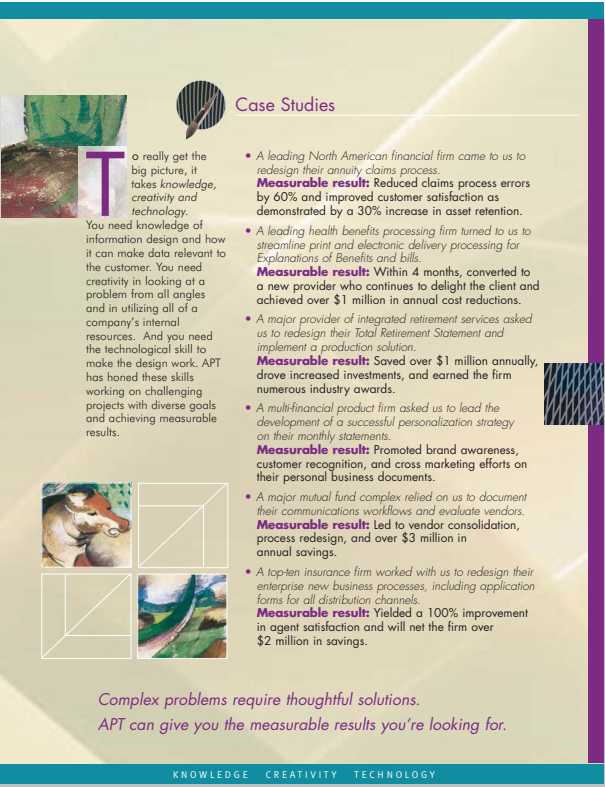 Case Studies
To really get the
big picture, it
takes knowledge,
creativity and
technology.
You need knowledge of
information design and how
it can make data relevant to
the customer. You need
creativity in looking at a
problem from all angles
and in utilizing all of a
company's internal
resources. And you need
the technological skill to
make the design work. APT
has honed these skills
working on challenging
projects with diverse goals
and achieving measurable
results.
• A leading North American financial firm came to us to
redesign their annuity claims process.
Measurable result: Reduced claims process errors
by 60% and improved customer satisfaction as
demonstrated by a 30% increase in asset retention.
• A leading health benefits processing firm turned to us to
streamline print and electronic delivery processing for
Explanations of Benefits and bills.
Measurable result: Within 4 months, converted to
a new provider who continues to delight the client and
achieved over $1 million in annual cost reductions.
• A major provider of integrated retirement services asked
us to redesign their Total Retirement Statement and
implement a production solution.
Measurable result: Saved over $1 million annually,
drove increased investments, and earned the firm
numerous industry awards.
• A multi-financial product firm asked us to lead the
development of a successful personalization strategy
on their monthly statements.
Measurable result: Promoted brand awareness,
customer recognition, and cross marketing efforts on
their personal business documents.
• A major mutual fund complex relied on us to document
their communications workflows and evaluate vendors.
Measurable result: Led to vendor consolidation,
process redesign, and over $3 million in
annual savings.
• A top-ten insurance firm worked with us to redesign their
enterprise new business processes, including application
forms for all distribution channels.
Measurable result: Yielded a 100% improvement
in agent satisfaction and will net the firm over
$2 million in savings.
Complex problems require thoughtful solutions.
APT can give you the measurable results you're looking for.
KNOWLEDGE CREATIVITY TECHNOLOGY